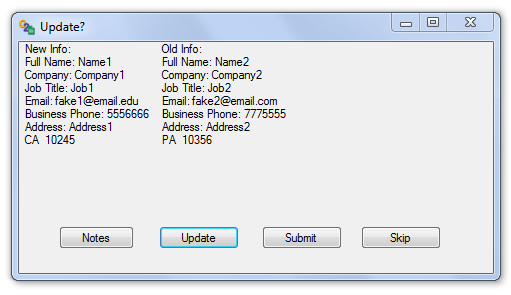 Update?
New Info:
Full Name: Name1
Company: Company1
Job Title: Job1
Email: fake1@email.edu
Business Phone: 5556666
Address: Address1
CA 10245
Old Info:
Full Name: Name2
Company: Company2
Job Title: Job2
Email: fake2@email.com
Business Phone: 7775555
Address: Address2
PA 10356
Notes
Update
Submit
Skip